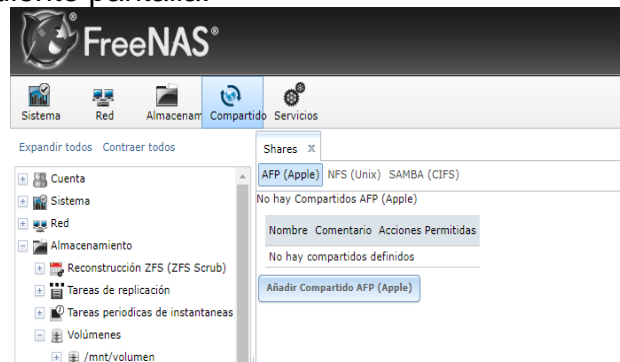 FreeNAS®
Sistema Red Almacenam Compartido Servicios
Expandir todos Contraer todos
Cuenta
Sistema
Red
Almacenamiento
Reconstrucción ZFS (ZFS Scrub)
Tareas de replicación
Tareas periodicas de instantaneas
Volúmenes
/mnt/volumen
Shares X
AFP (Apple) NFS (Unix) SAMBA (CIFS)
No hay Compartidos AFP (Apple)
Nombre Comentario Acciones Permitidas
No hay compartidos definidos
Añadir Compartido AFP (Apple)